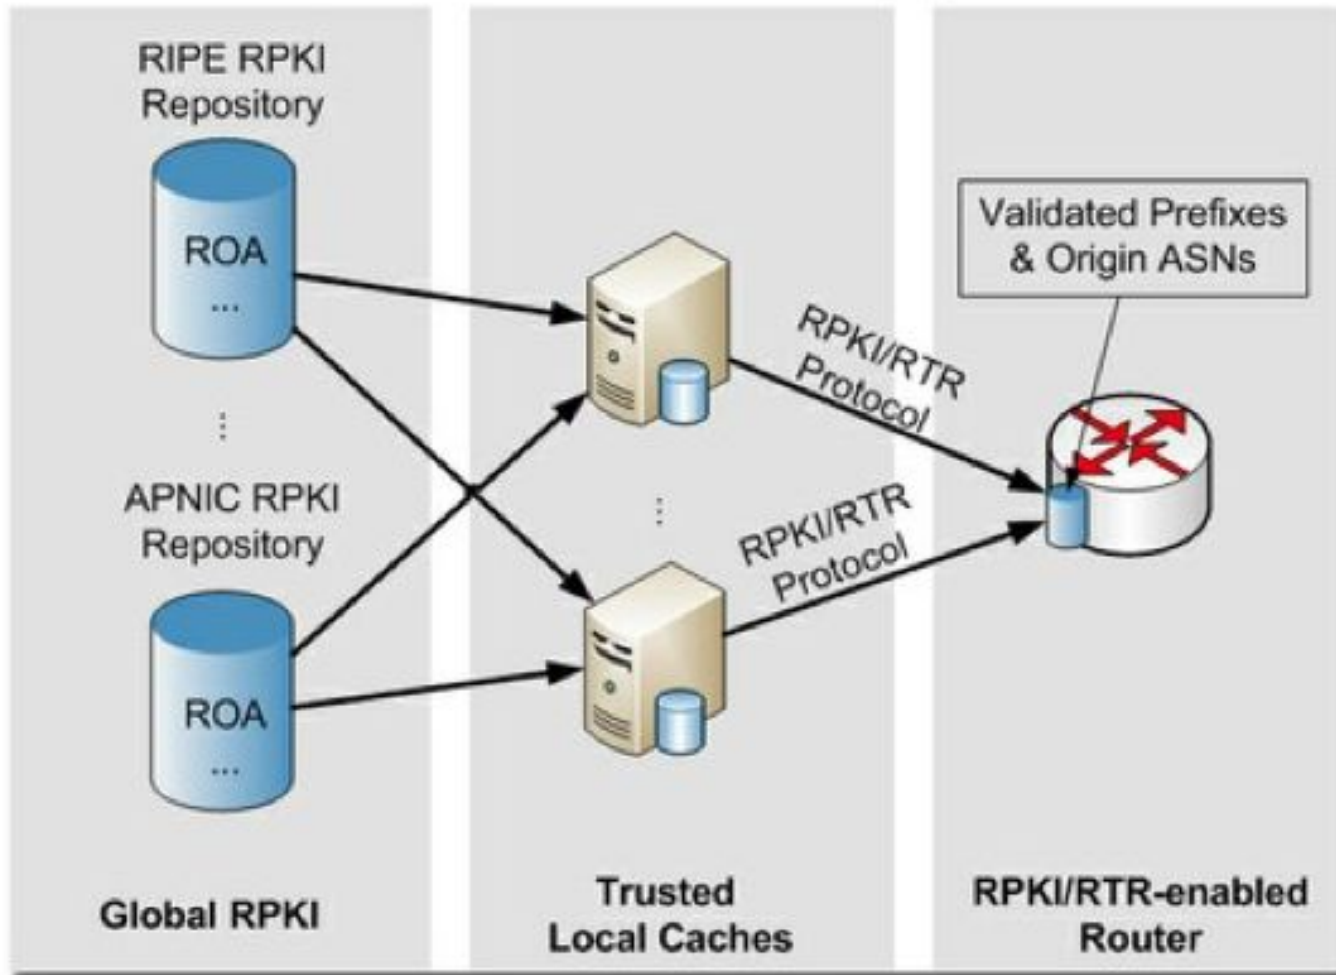 RIPE RPKI
Repository
ROA
...
...
APNIC RPKI
Repository
ROA
...
Global RPKI
...
Trusted
Local Caches
RPKI/RTR
Protocol
RPKI/RTR
Protocol
Validated Prefixes
& Origin ASNs
RPKI/RTR-enabled
Router